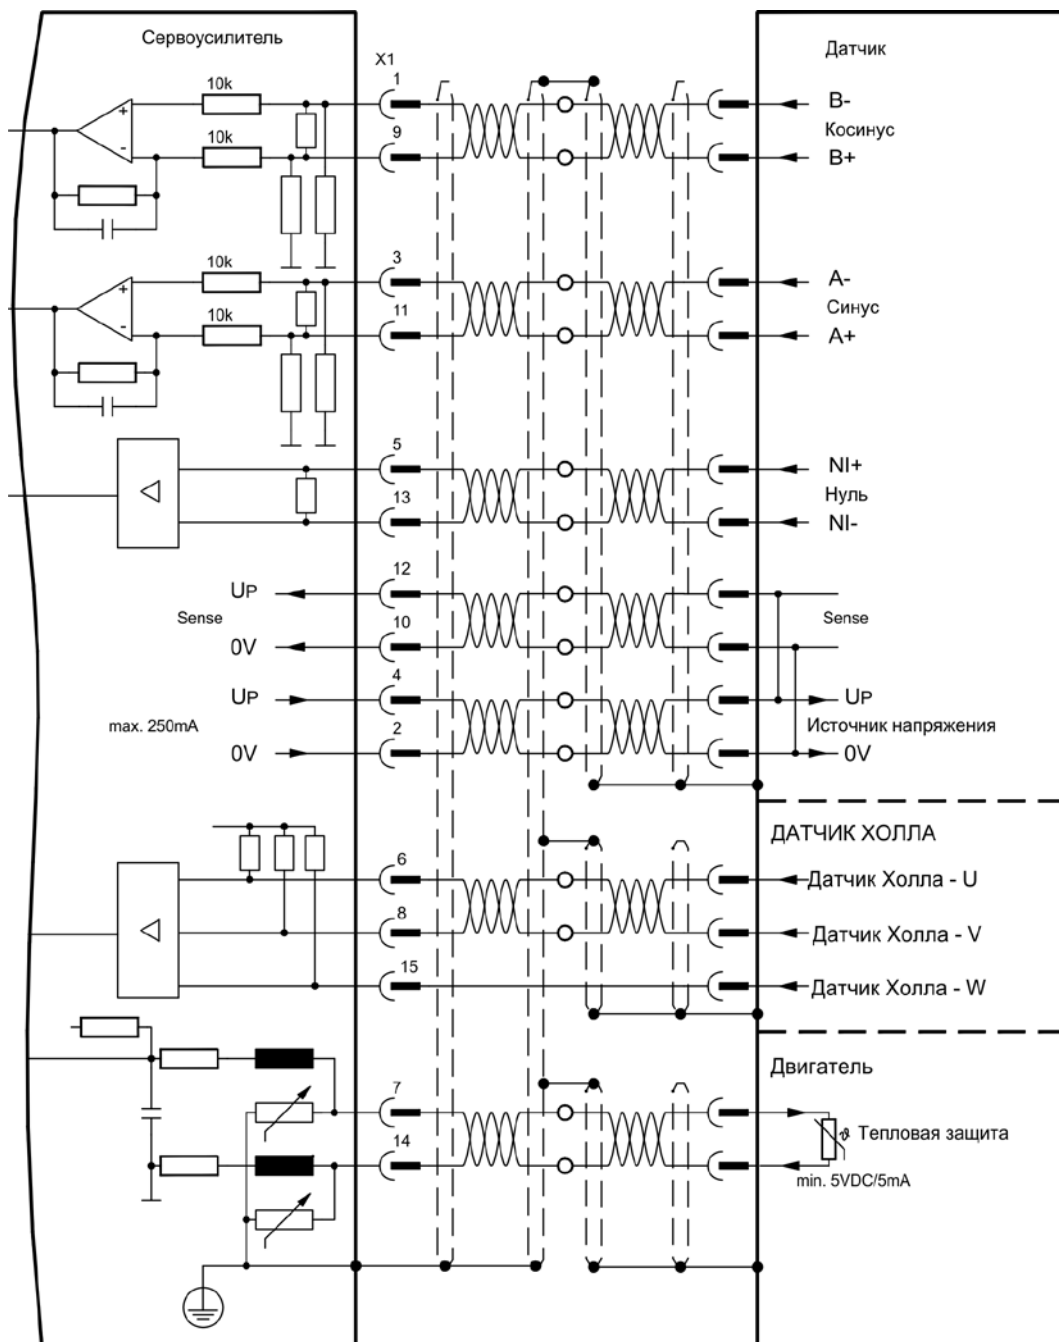 Сервоусилитель
X1
Датчик
10k
1
B-
Косинус
10k
9
B+
+
-
10k
3
A-
Синус
10k
11
A+
+
-
5
NI+
Нуль
13
NI-
UP
12
Sense
Sense
0V
10
UP
4
UP
max. 250mA
Источник напряжения
0V
2
0V
ДАТЧИК ХОЛЛА
6
Датчик Холла - U
8
Датчик Холла - V
15
Датчик Холла - W
Двигатель
7
ϑ Тепловая защита
14
min. 5VDC/5mA